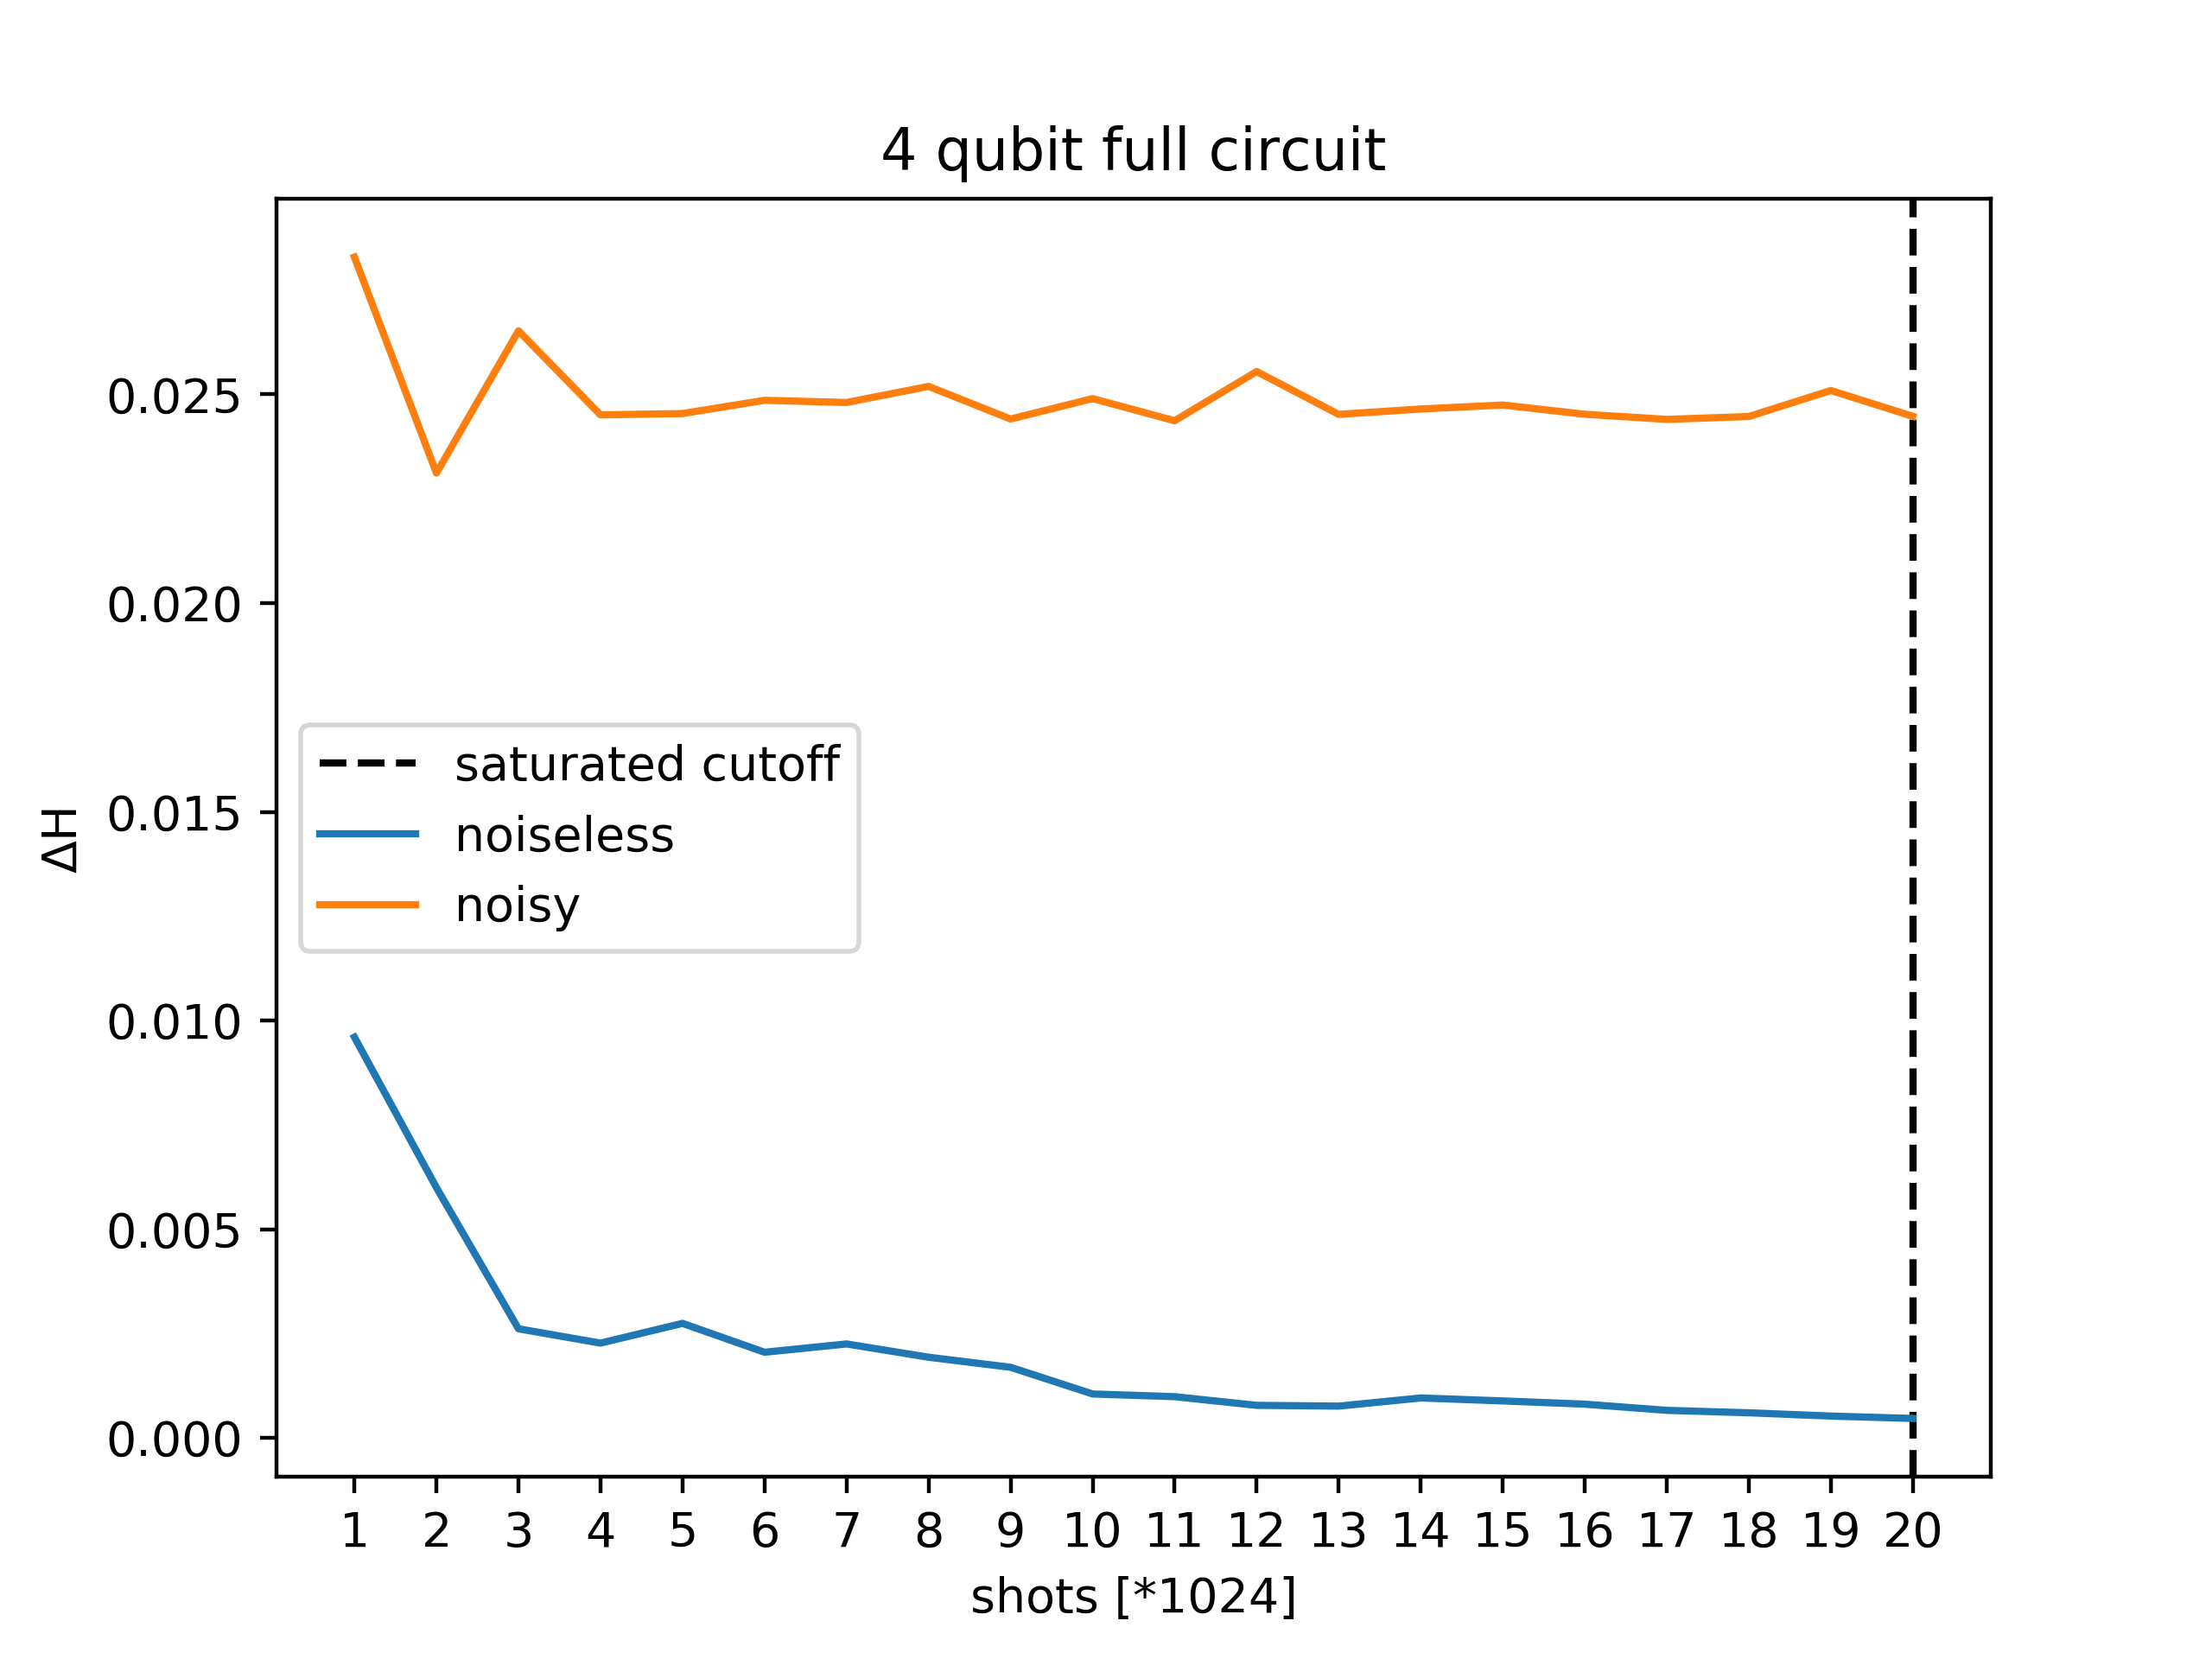 4 qubit full circuit
ΔH
0.025
0.020
0.015
0.010
0.005
0.000
saturated cutoff
noiseless
noisy
1 2 3 4 5 6 7 8 9 10 11 12 13 14 15 16 17 18 19 20
shots [*1024]